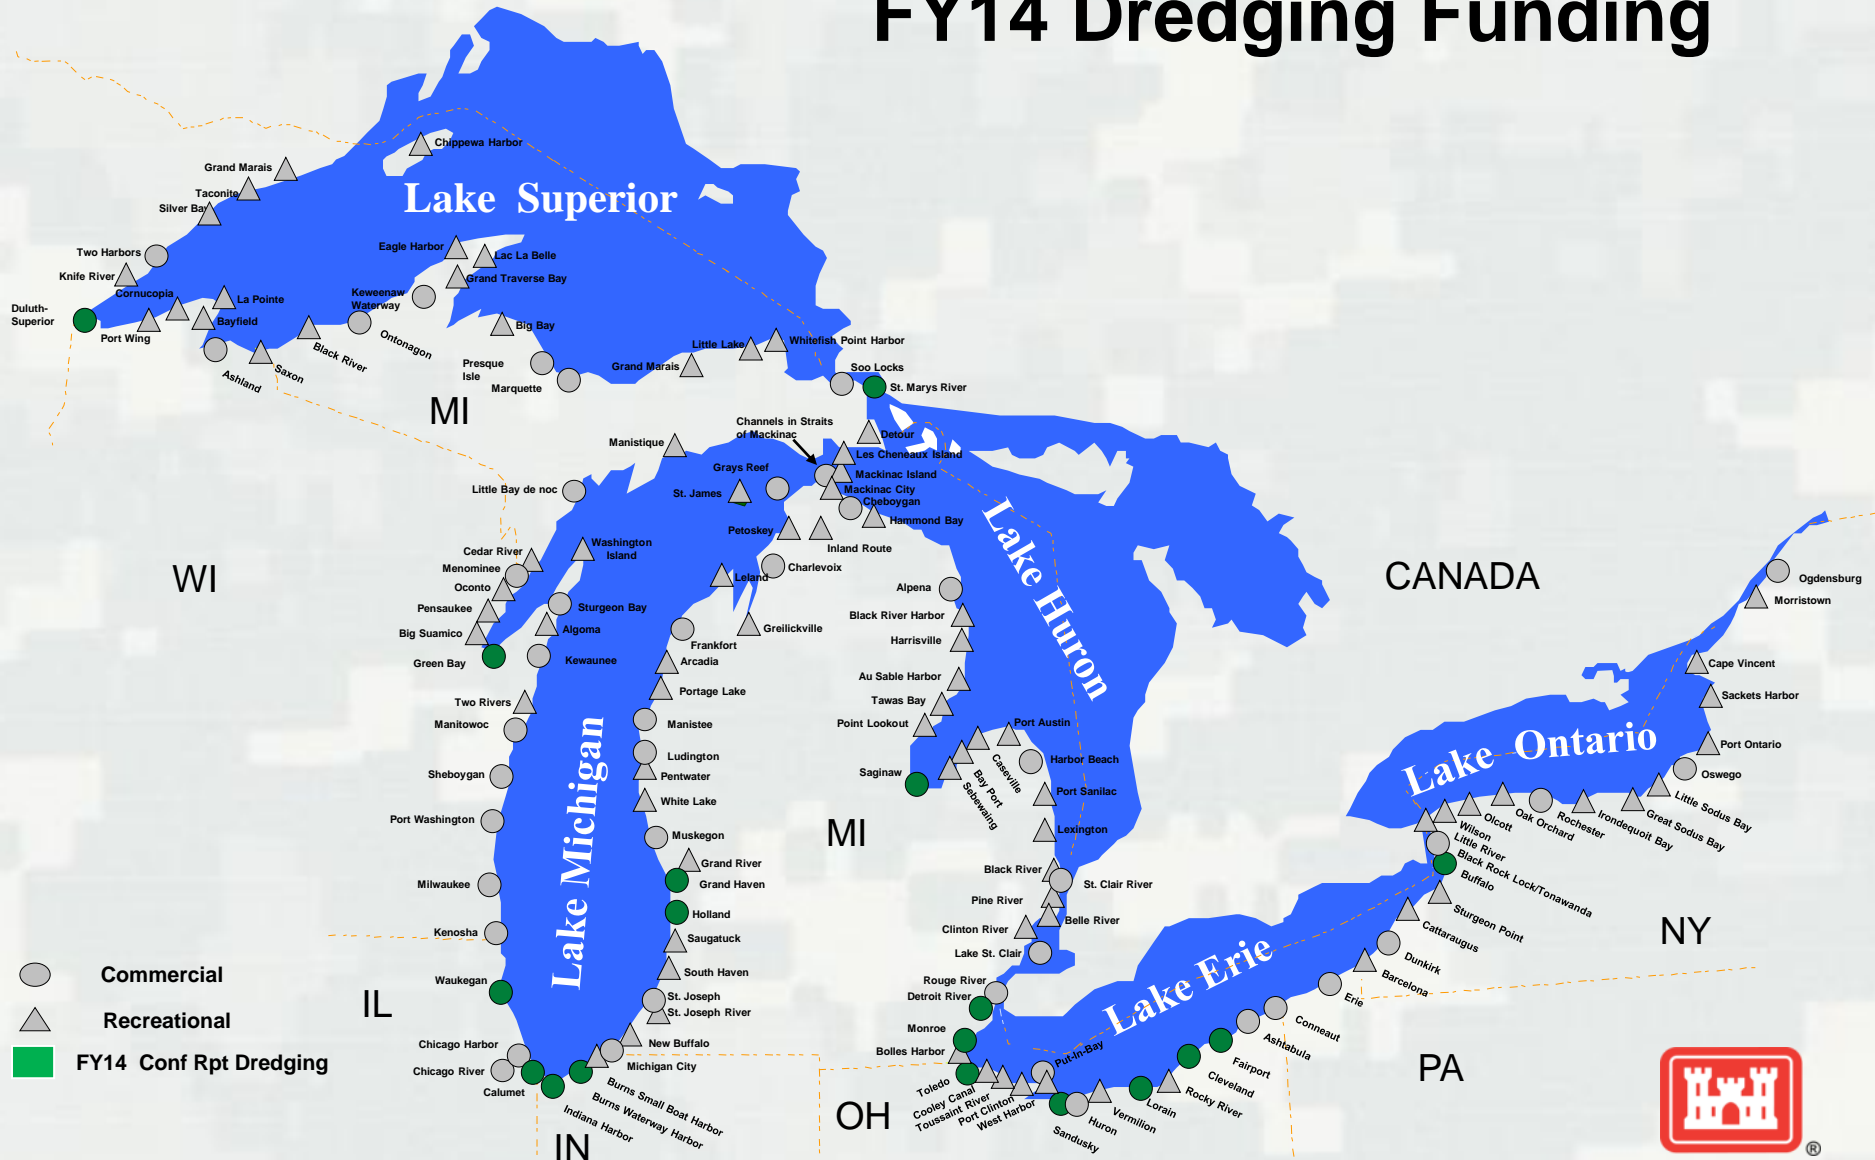 FY14 Dredging Funding
Chippewa Harbor
Grand Marais
Taconite
Silver Bay
Lake Superior
Two Harbors
Knife River
Cornucopia
La Pointe
Duluth-
Superior
Port Wing
Bayfield
Ashland
Saxon
Black River
Ontonagon
Keweenaw
Waterway
Eagle Harbor
Lac La Belle
Grand Traverse Bay
Big Bay
Presque
Isle
Marquette
Grand Marais
Little Lake
Whitefish Point Harbor
Soo Locks
St. Marys River
MI
Channels in Straits
of Mackinac
Detour
Les Cheneaux Island
Mackinac Island
Mackinac City
Cheboygan
Hammond Bay
Manistique
Grays Reef
St. James
Little Bay de noc
Petoskey
Inland Route
Charlevoix
Leland
Greilickville
Cedar River
Menominee
Oconto
Pensaukee
Big Suamico
Green Bay
Washington
Island
Sturgeon Bay
Algoma
Kewaunee
WI
Frankfort
Arcadia
Portage Lake
Manistee
Ludington
Pentwater
White Lake
Muskegon
Grand River
Grand Haven
Holland
Saugatuck
South Haven
St. Joseph
St. Joseph River
New Buffalo
Michigan City
Two Rivers
Manitowoc
Sheboygan
Port Washington
Milwaukee
Kenosha
Waukegan
Chicago Harbor
Chicago River
Calumet
Lake Michigan
Burns Small Boat Harbor
Burns Waterway Harbor
Indiana Harbor
IL
IN
Lake Huron
CANADA
Alpena
Black River Harbor
Harrisville
Au Sable Harbor
Tawas Bay
Point Lookout
Saginaw
Sebewaing
Bay Port
Caseville
Port Austin
Harbor Beach
Port Sanilac
Lexington
MI
Black River
St. Clair River
Pine River
Belle River
Clinton River
Lake St. Clair
Rouge River
Detroit River
Monroe
Bolles Harbor
Toledo
Cooley Canal
Toussaint River
Port Clinton
West Harbor
Put-In-Bay
Sandusky
Huron
Vermilion
Lorain
Rocky River
Cleveland
Fairport
Ashtabula
Conneaut
Erie
Barcelona
Dunkirk
Cattaraugus
Sturgeon Point
Buffalo
Black Rock Lock/Tonawanda
Little River
Wilson
Olcott
Oak Orchard
Rochester
Irondequoit Bay
Great Sodus Bay
Little Sodus Bay
Oswego
Port Ontario
Sackets Harbor
Cape Vincent
Morristown
Ogdensburg
Lake Ontario
Lake Erie
NY
PA
OH
Commercial
Recreational
FY14 Conf Rpt Dredging
®